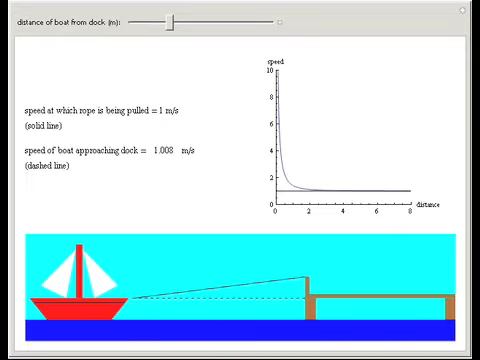 distance of boat from dock (m):
speed
10
8
6
4
2
0
0 2 4 6 8
distance
speed at which rope is being pulled = 1 m/s
(solid line)
speed of boat approaching dock = 1.008 m/s
(dashed line)